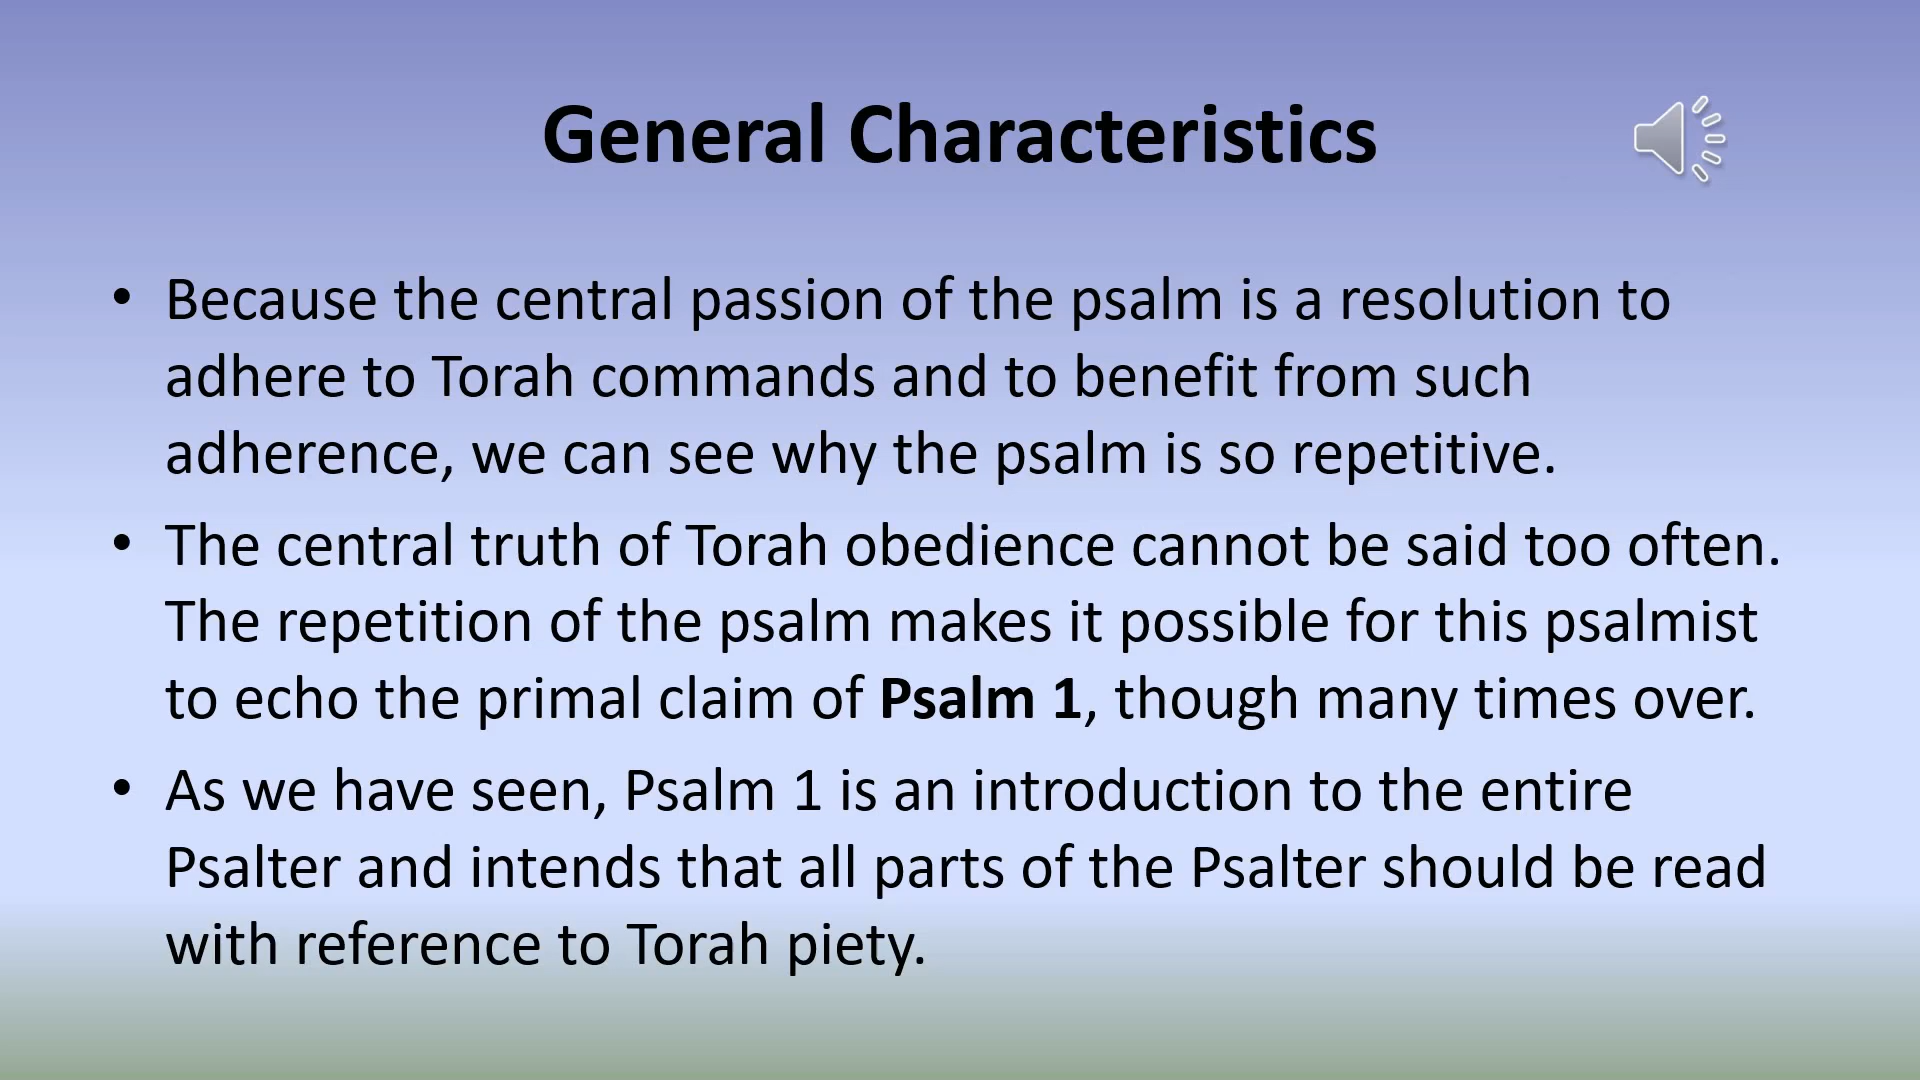 General Characteristics
• Because the central passion of the psalm is a resolution to
adhere to Torah commands and to benefit from such
adherence, we can see why the psalm is so repetitive.
• The central truth of Torah obedience cannot be said too often.
The repetition of the psalm makes it possible for this psalmist
to echo the primal claim of Psalm 1, though many times over.
• As we have seen, Psalm 1 is an introduction to the entire
Psalter and intends that all parts of the Psalter should be read
with reference to Torah piety.